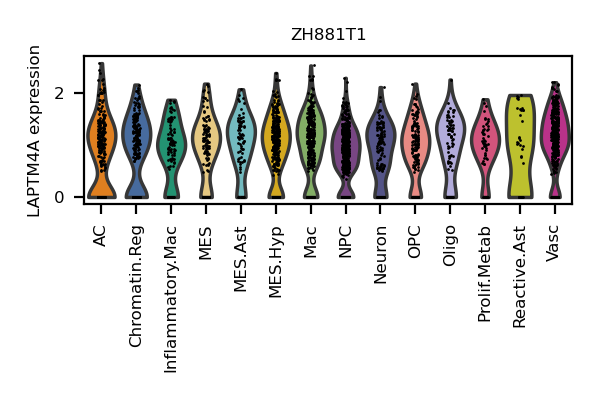 ZH881T1
LAPTM4A expression
2
0
AC
Chromatin.Reg
Inflammatory.Mac
MES
MES.Ast
MES.Hyp
Mac
NPC
Neuron
OPC
Oligo
Prolif.Metab
Reactive.Ast
Vasc